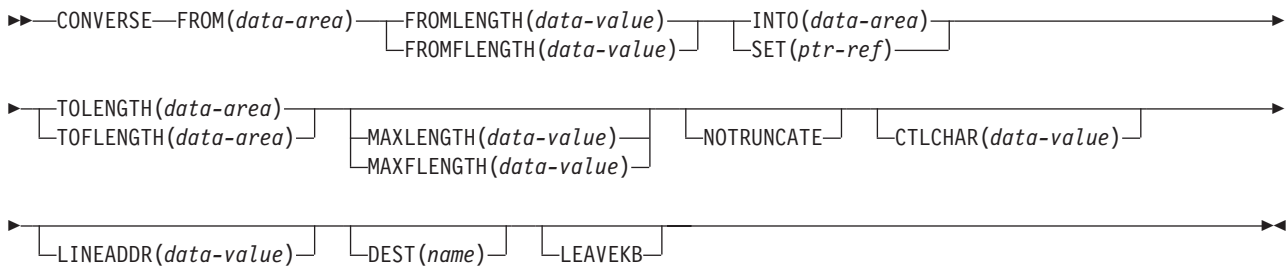 CONVERSE FROM(data-area) FROMLENGTH(data-value) INTO(data-area)
FROMFLENGTH(data-value) SET(ptr-ref)
TOLENGTH(data-area)
TOFLENGTH(data-area) MAXLENGTH(data-value) NOTRUNCATE CTLCHAR(data-value)
MAXFLENGTH(data-value)
LINEADDR(data-value) DEST(name) LEAVEKB